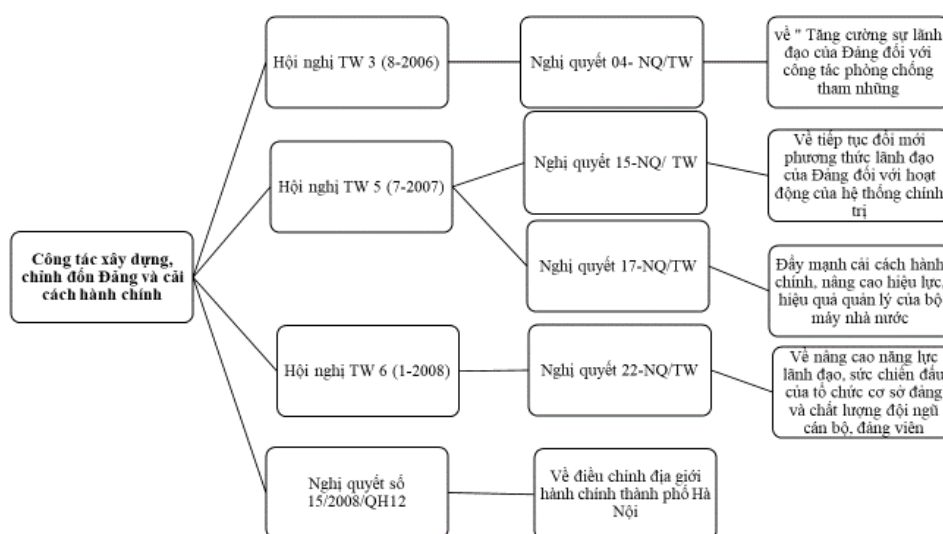 Công tác xây dựng,
chỉnh đốn Đảng và cải
cách hành chính
Hội nghị TW 3 (8-2006)
Nghị quyết 04- NQ/TW
về " Tăng cường sự lãnh
đạo của Đảng đối với
công tác phòng chống
tham nhũng
Hội nghị TW 5 (7-2007)
Nghị quyết 15-NQ/ TW
Về tiếp tục đổi mới
phương thức lãnh đạo
của Đảng đối với hoạt
động của hệ thống chính
trị
Nghị quyết 17-NQ/TW
Đẩy mạnh cải cách hành
chính, nâng cao hiệu lực,
hiệu quả quản lý của bộ
máy nhà nước
Hội nghị TW 6 (1-2008)
Nghị quyết 22-NQ/TW
Về nâng cao năng lực
lãnh đạo, sức chiến đấu
của tổ chức cơ sở đảng
và chất lượng đội ngũ
cán bộ, đảng viên
Nghị quyết số
15/2008/QH12
Về điều chỉnh địa giới
hành chính thành phố Hà
Nội